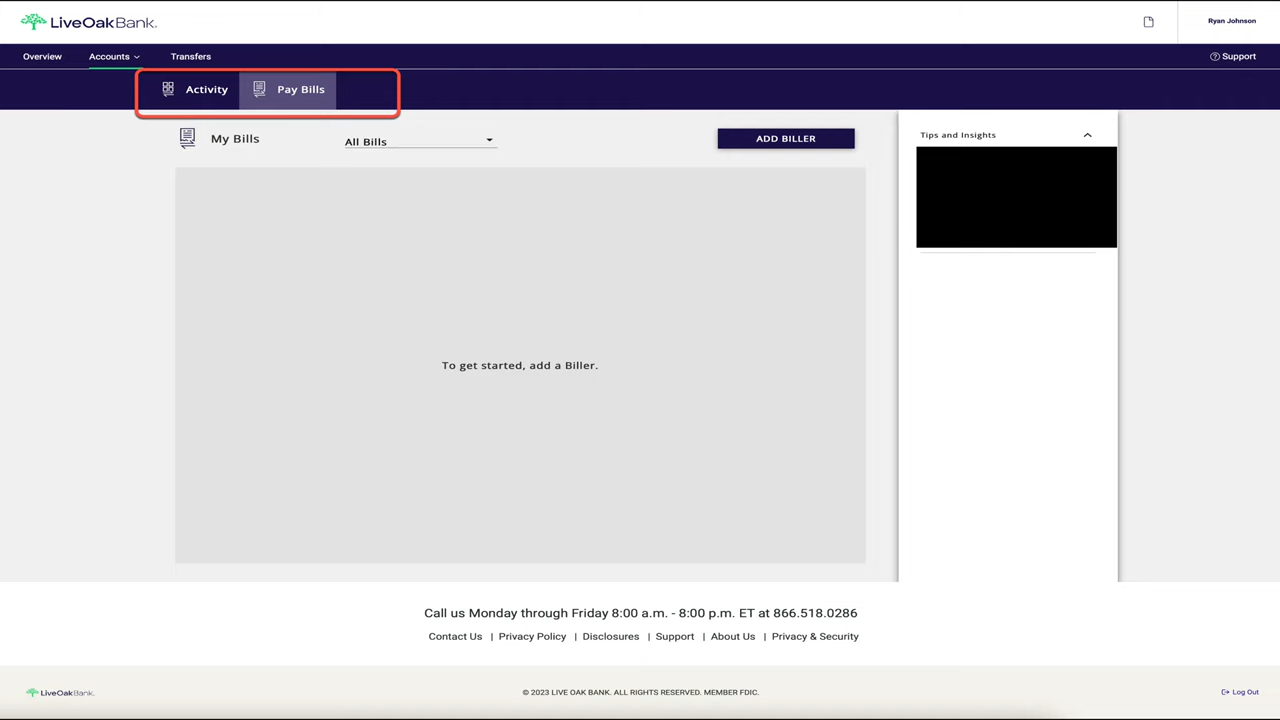 LiveOakBank.
Ryan Johnson
Overview Accounts Transfers Support
Activity Pay Bills
My Bills All Bills ADD BILLER
Tips and Insights
To get started, add a Biller.
Call us Monday through Friday 8:00 a.m. - 8:00 p.m. ET at 866.518.0286
Contact Us | Privacy Policy | Disclosures | Support | About Us | Privacy & Security
LiveOakBank. © 2023 LIVE OAK BANK. ALL RIGHTS RESERVED. MEMBER FDIC. Log Out